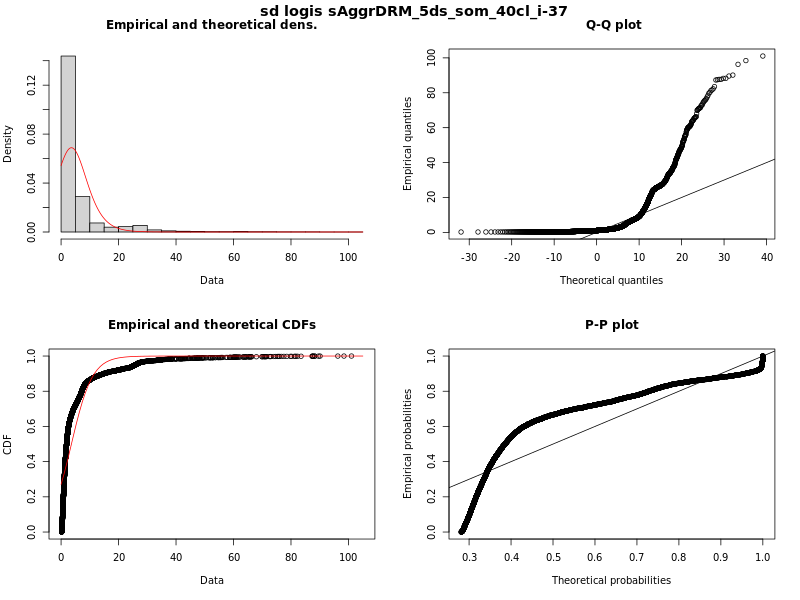 sd logis sAggrDRM_5ds_som_40cl_i-37
Empirical and theoretical dens.
Density
0.00 0.04 0.08 0.12
0 20 40 60 80 100
Data
Q-Q plot
Empirical quantiles
0 20 40 60 80 100
-30 -20 -10 0 10 20 30 40
Theoretical quantiles
Empirical and theoretical CDFs
CDF
0.0 0.2 0.4 0.6 0.8 1.0
0 20 40 60 80 100
Data
P-P plot
Empirical probabilities
0.0 0.2 0.4 0.6 0.8 1.0
0.3 0.4 0.5 0.6 0.7 0.8 0.9 1.0
Theoretical probabilities